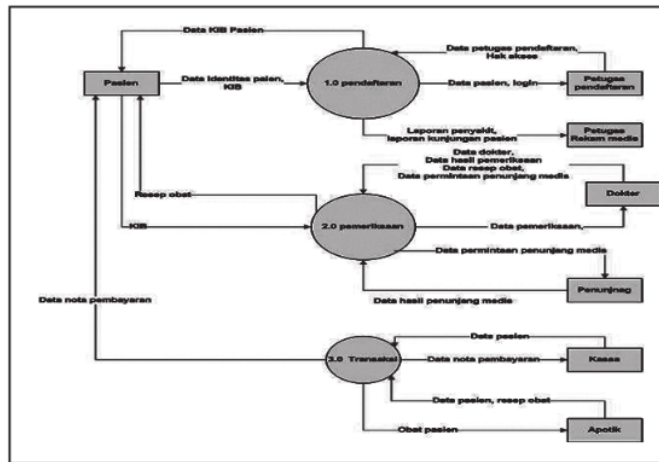 Data KIB Pasien
Data petugas pendaftaran,
Hak akses
Pasien
Data Identitas paien,
KIB
1.0 pendaftaran
Data pasien, login
Petugas
pendaftaran
Laporan penyakit,
laporan kunjungan pasien
Petugas
Rekam medis
Data dokter,
Data hasil pemeriksaan
Data resep obat,
Data permintaan penunjang medis
Resep obat
Dokter
KIB
2.0 pemeriksaan
Data pemeriksaan,
Data permintaan penunjang medis
Penunjnag
Data hasil penunjang medis
Data nota pembayaran
Data pasien
3.0 Transaksi
Data nota pembayaran
Kasas
Data pasien, resep obat
Obat pasien
Apotik